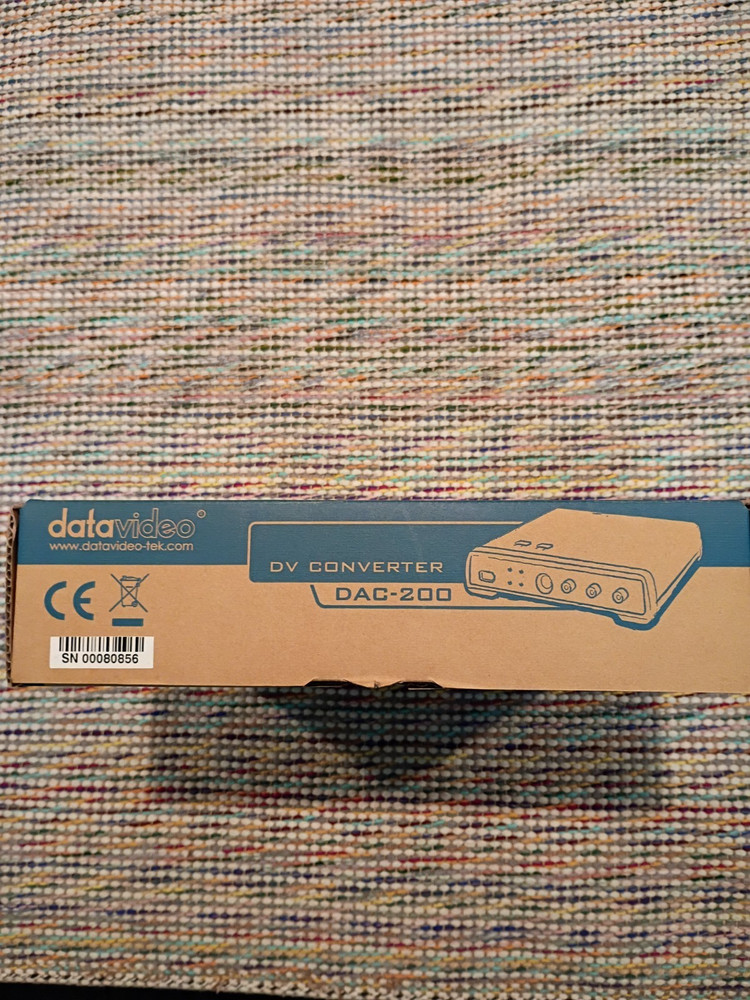 datavideo®
www.datavideo-tek.com
DV CONVERTER
DAC-200
CE
SN 00080856